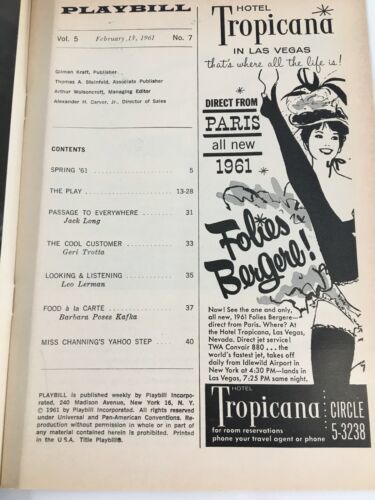 PLAYBILL
Vol. 5 February, 13, 1961 No. 7
Gilman Kraft, Publisher
Thomas A. Steinfeld, Associate Publisher
Arthur Wolsoncroft, Managing Editor
Alexander H. Carver, Jr., Director of Sales
CONTENTS
SPRING '61 5
THE PLAY 13-28
PASSAGE TO EVERYWHERE 31
Jack Long
THE COOL CUSTOMER 33
Geri Trotta
LOOKING & LISTENING 35
Leo Lerman
FOOD à la CARTE 37
Barbara Poses Kafka
MISS CHANNING'S YAHOO STEP 40
PLAYBILL is published weekly by Playbill Incorpo-
rated, 240 Madison Avenue, New York 16, N. Y.
© 1961 by Playbill Incorporated. All rights reserved
under Universal and Pan-American Conventions. Re-
production without permission in whole or in part of
any material contained herein is prohibited. Printed
in the U.S.A. Title Playbill®.
HOTEL
Tropicana
IN LAS VEGAS
that's where all the life is!
DIRECT FROM
PARIS
all new
1961
Folies
Bergere!
Now! See the one and only,
all new, 1961 Folies Bergere—
direct from Paris. Where? At
the Hotel Tropicana, Las Vegas,
Nevada. Direct jet service!
TWA Convair 880 . . . the
world's fastest jet, takes off
daily from Idlewild Airport in
New York at 4:30 PM—lands in
Las Vegas, 7:25 PM same night.
HOTEL
Tropicana
for room reservations
phone your travel agent or phone
CIRCLE
5-3238